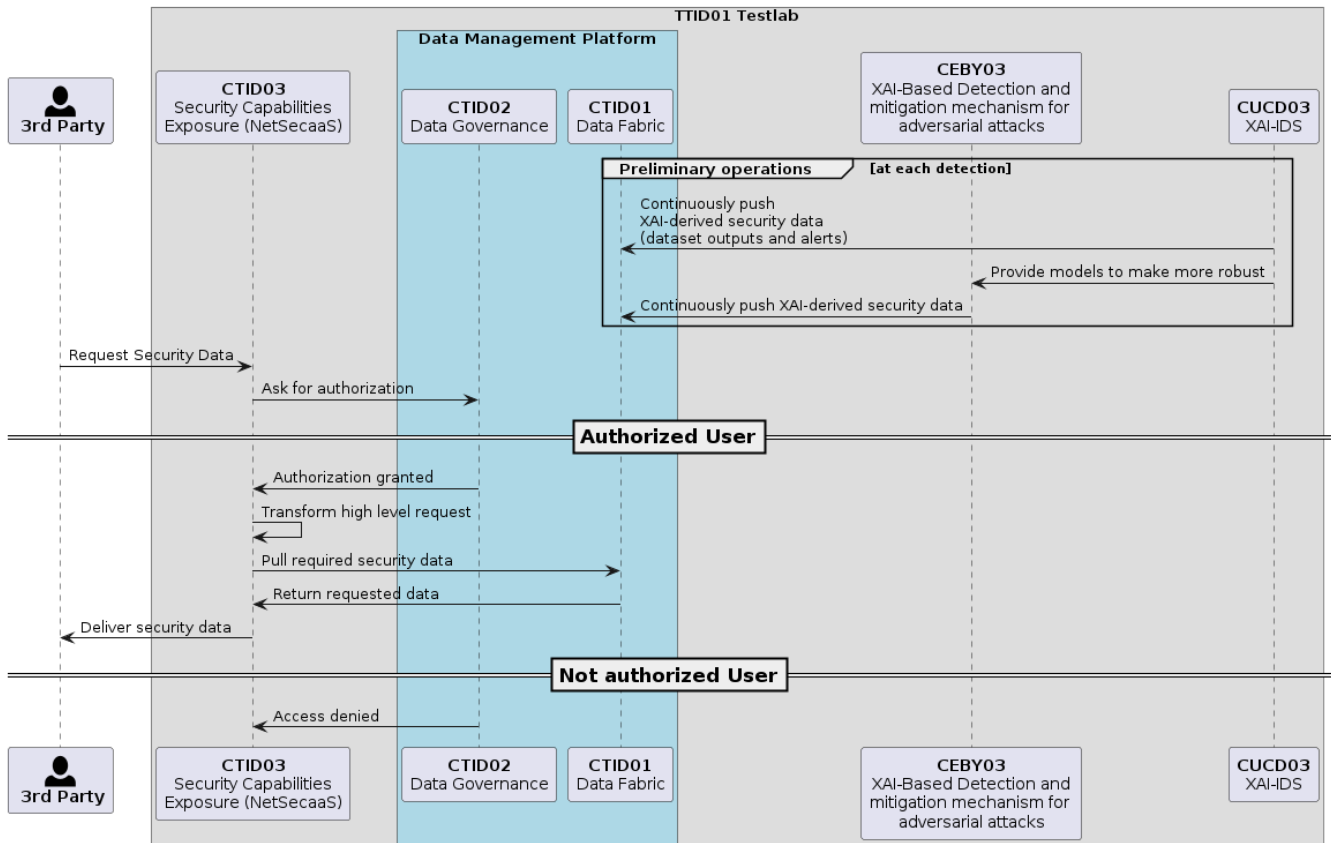 TTID01 Testlab
Data Management Platform
3rd Party
CTID03
Security Capabilities
Exposure (NetSecaaS)
CTID02
Data Governance
CTID01
Data Fabric
CEBY03
XAI-Based Detection and
mitigation mechanism for
adversarial attacks
CUCD03
XAI-IDS
Preliminary operations
[at each detection]
Continuously push
XAI-derived security data
(dataset outputs and alerts)
Provide models to make more robust
Continuously push XAI-derived security data
Request Security Data
Ask for authorization
Authorized User
Authorization granted
Transform high level request
Pull required security data
Return requested data
Deliver security data
Not authorized User
Access denied
3rd Party
CTID03
Security Capabilities
Exposure (NetSecaaS)
CTID02
Data Governance
CTID01
Data Fabric
CEBY03
XAI-Based Detection and
mitigation mechanism for
adversarial attacks
CUCD03
XAI-IDS